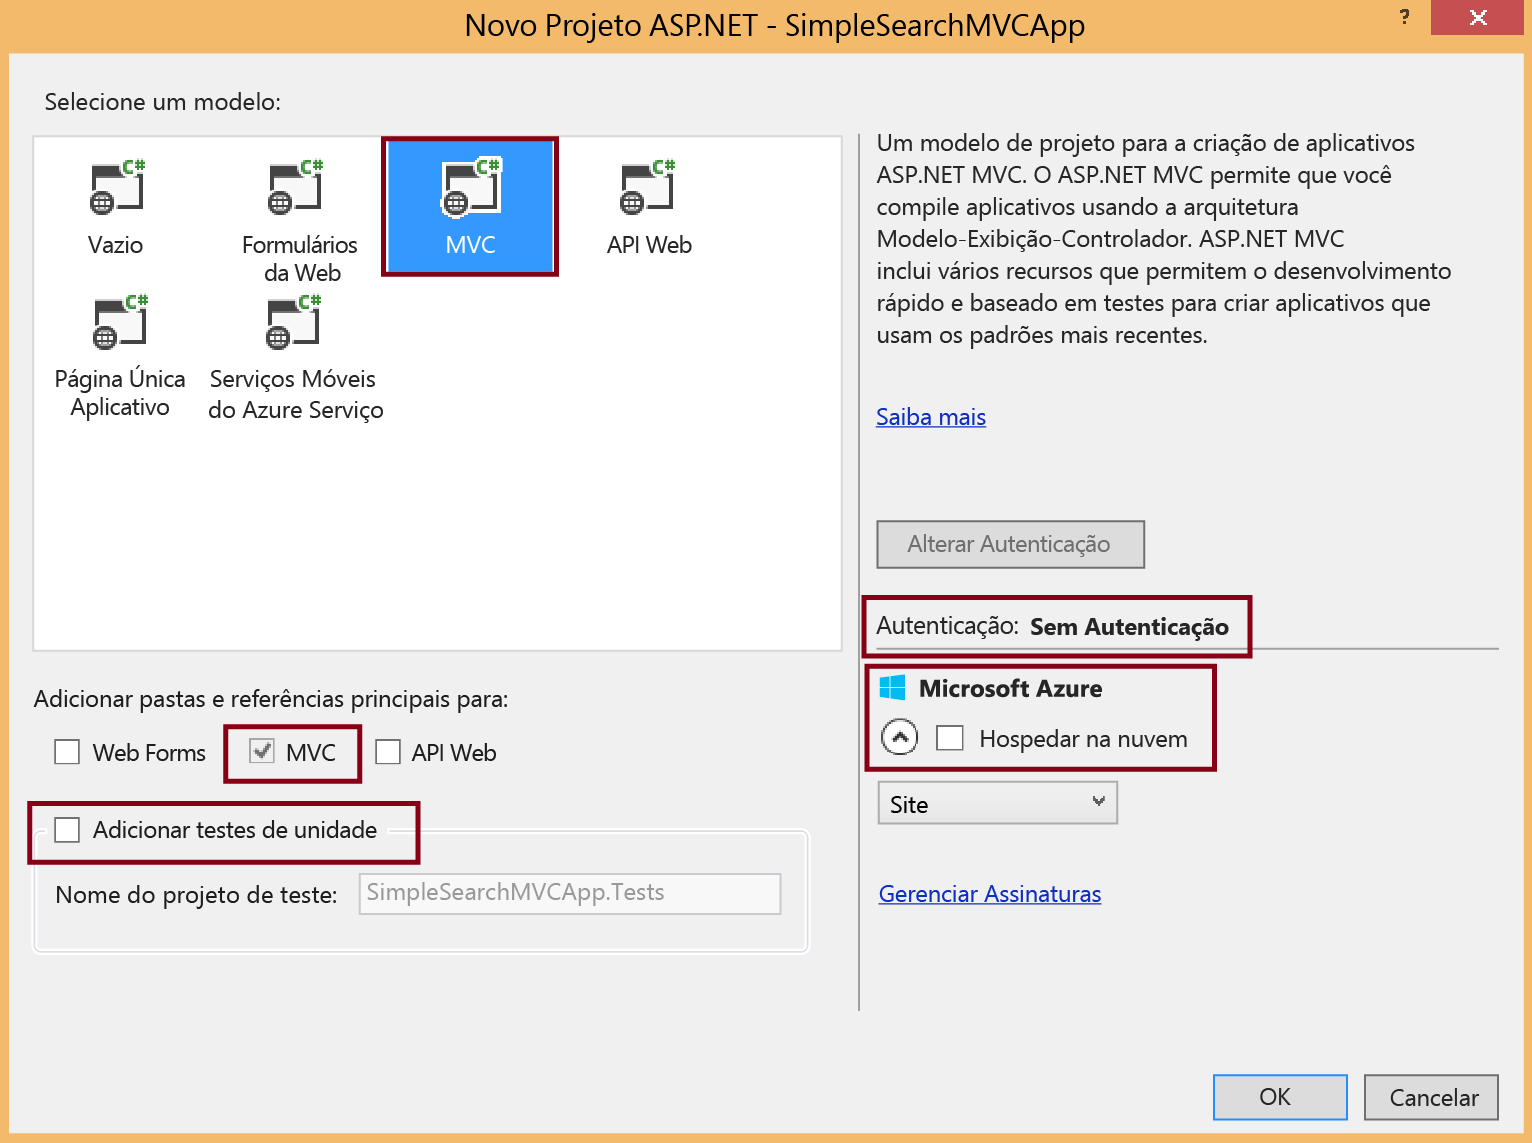 Novo Projeto ASP.NET - SimpleSearchMVCApp
?
Selecione um modelo:
C#
Vazio
C#
Formulários
da Web
C#
MVC
C#
API Web
C#
Página Única
Aplicativo
C#
Serviços Móveis
do Azure Serviço
Um modelo de projeto para a criação de aplicativos
ASP.NET MVC. O ASP.NET MVC permite que você
compile aplicativos usando a arquitetura
Modelo-Exibição-Controlador. ASP.NET MVC
inclui vários recursos que permitem o desenvolvimento
rápido e baseado em testes para criar aplicativos que
usam os padrões mais recentes.
Saiba mais
Alterar Autenticação
Autenticação: Sem Autenticação
Microsoft Azure
Hospedar na nuvem
Site
Gerenciar Assinaturas
Adicionar pastas e referências principais para:
Web Forms
MVC
API Web
Adicionar testes de unidade
Nome do projeto de teste:
SimpleSearchMVCApp.Tests
OK
Cancelar